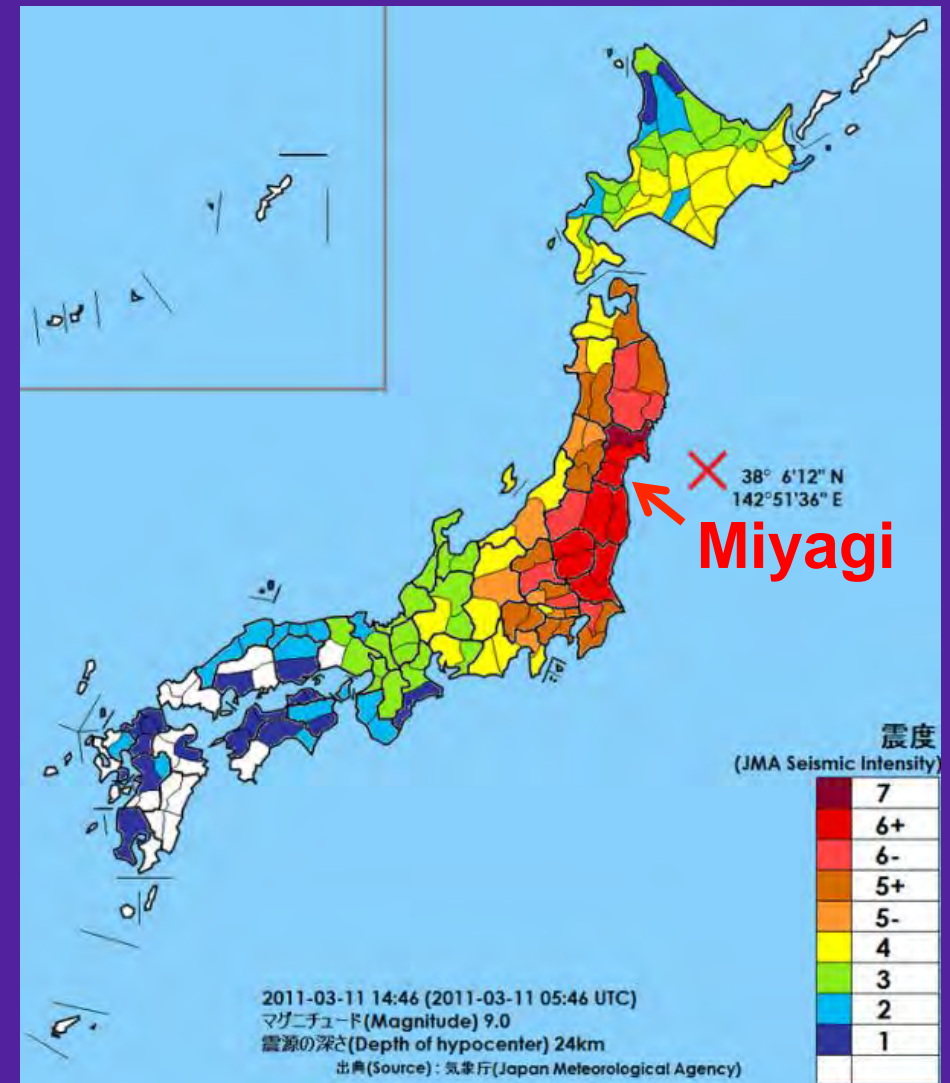 38° 6'12" N
142°51'36" E
Miyagi
震度
(JMA Seismic Intensity)
7
6+
6-
5+
5-
4
3
2
1
2011-03-11 14:46 (2011-03-11 05:46 UTC)
マグニチュード(Magnitude) 9.0
震源の深さ(Depth of hypocenter) 24km
出典(Source) : 気象庁(Japan Meteorological Agency)